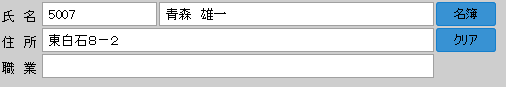 氏 名 5007 青森 雄一 名簿
住 所 東白石8－2 クリア
職 業